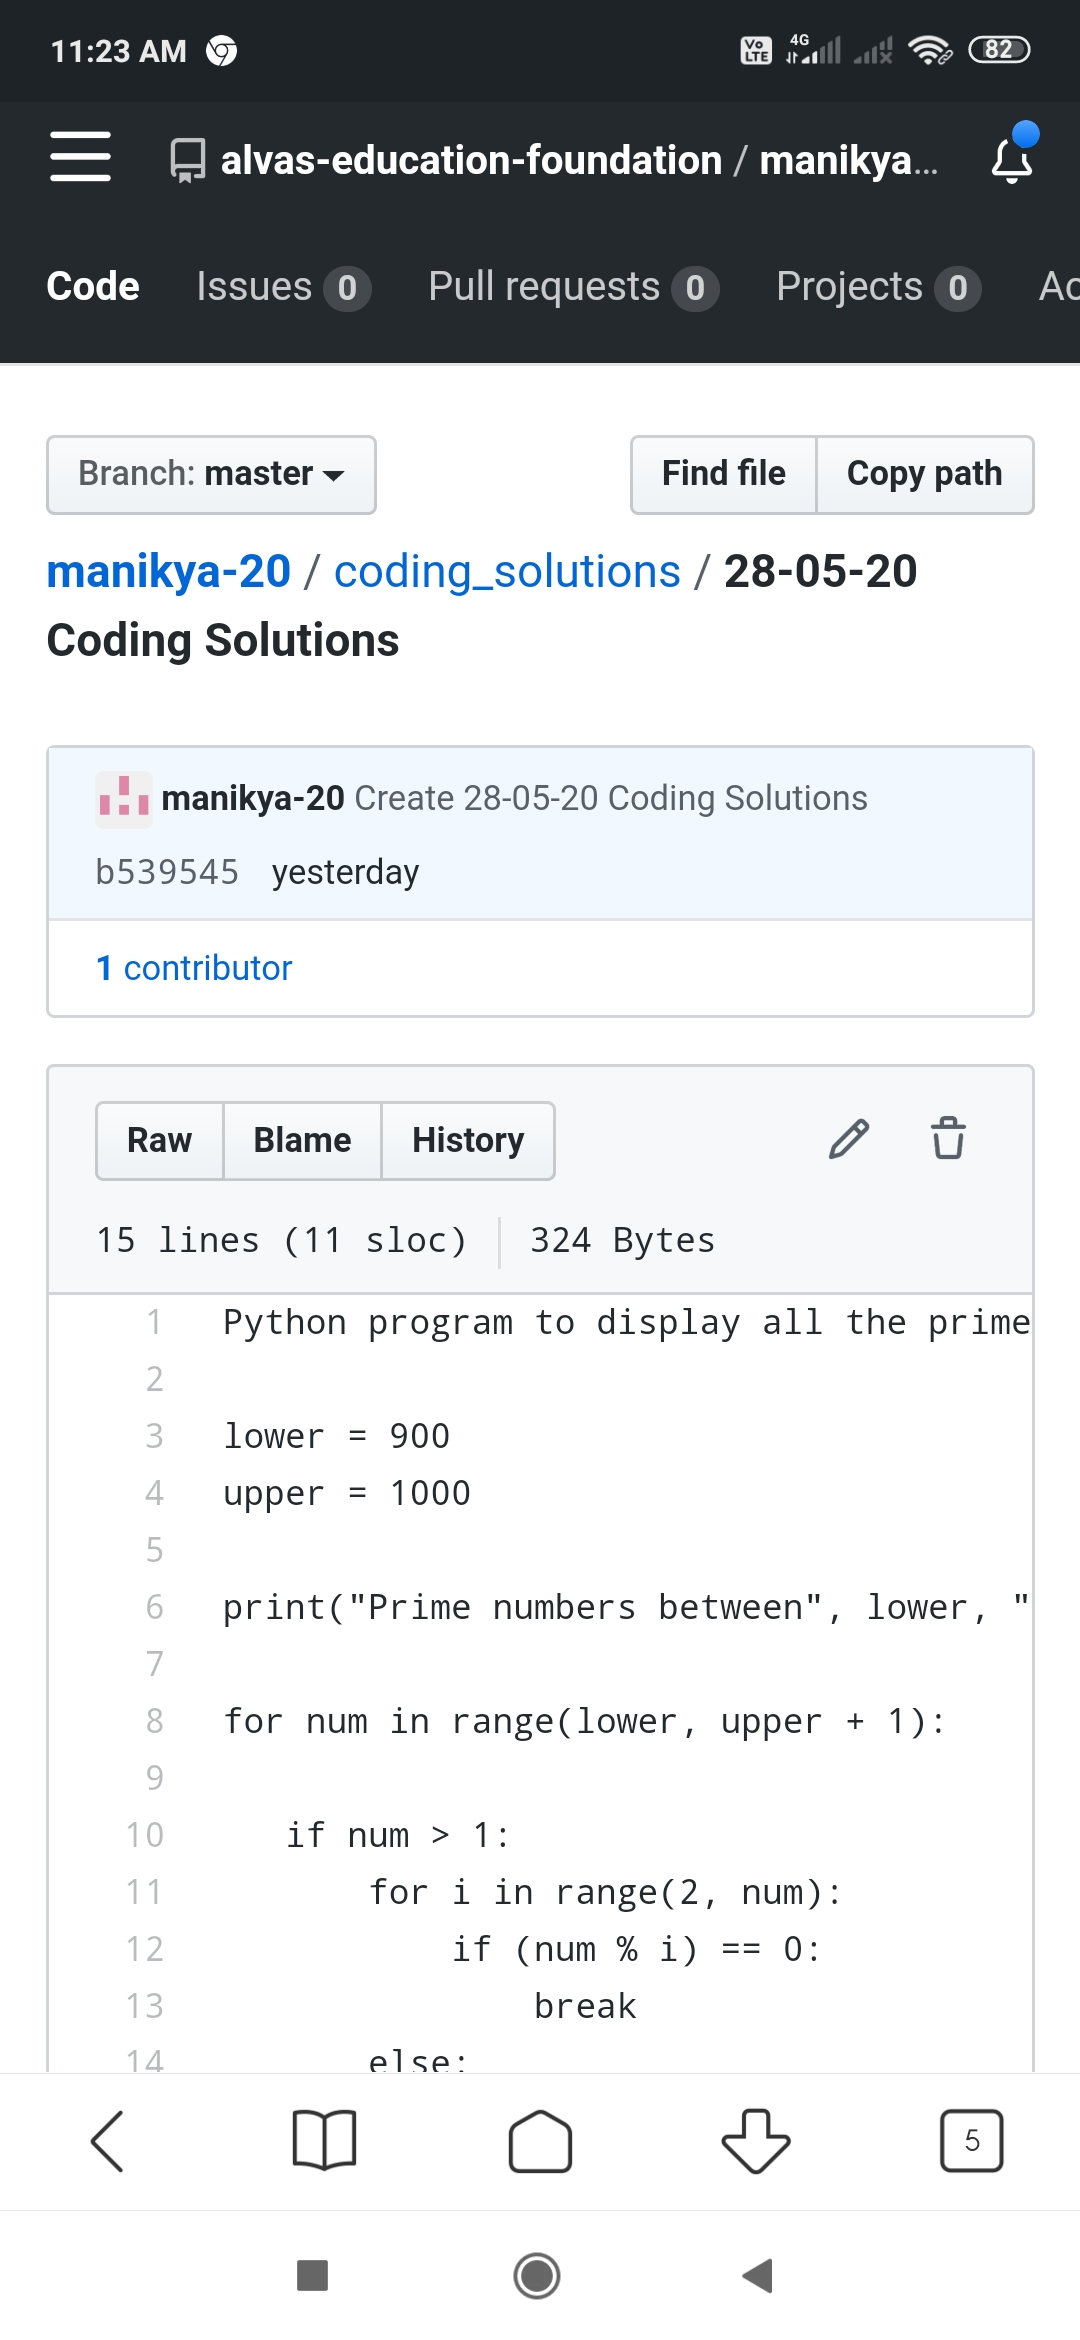 11:23 AM
Vo LTE 4G 82
alvas-education-foundation / manikya...
Code Issues 0 Pull requests 0 Projects 0 Ac
Branch: master
Find file Copy path
manikya-20 / coding_solutions / 28-05-20
Coding Solutions
manikya-20 Create 28-05-20 Coding Solutions
b539545 yesterday
1 contributor
Raw Blame History
15 lines (11 sloc) 324 Bytes
1 Python program to display all the prime
2
3 lower = 900
4 upper = 1000
5
6 print("Prime numbers between", lower, "
7
8 for num in range(lower, upper + 1):
9
10 if num > 1:
11 for i in range(2, num):
12 if (num % i) == 0:
13 break
14 else:
5